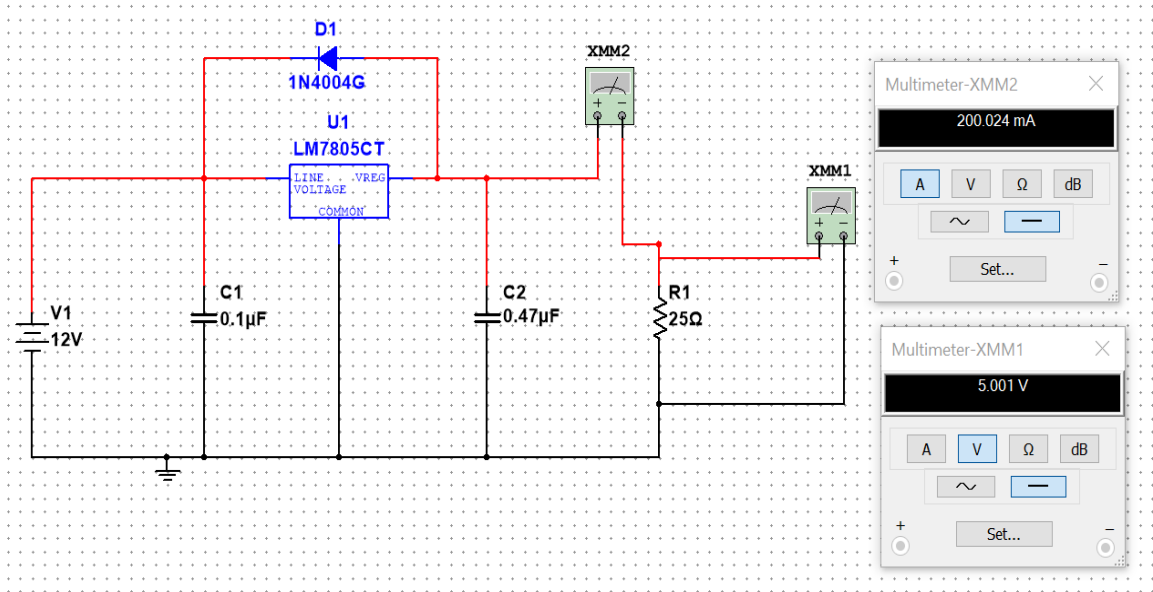 D1
1N4004G
U1
LM7805CT
LINE VREG
VOLTAGE
COMMON
XMM2
+ −
XMM1
+ −
V1
12V
C1
0.1µF
C2
0.47µF
R1
25Ω
Multimeter-XMM2
200.024 mA
A V Ω dB
Set...
+ −
Multimeter-XMM1
5.001 V
A V Ω dB
Set...
+ −